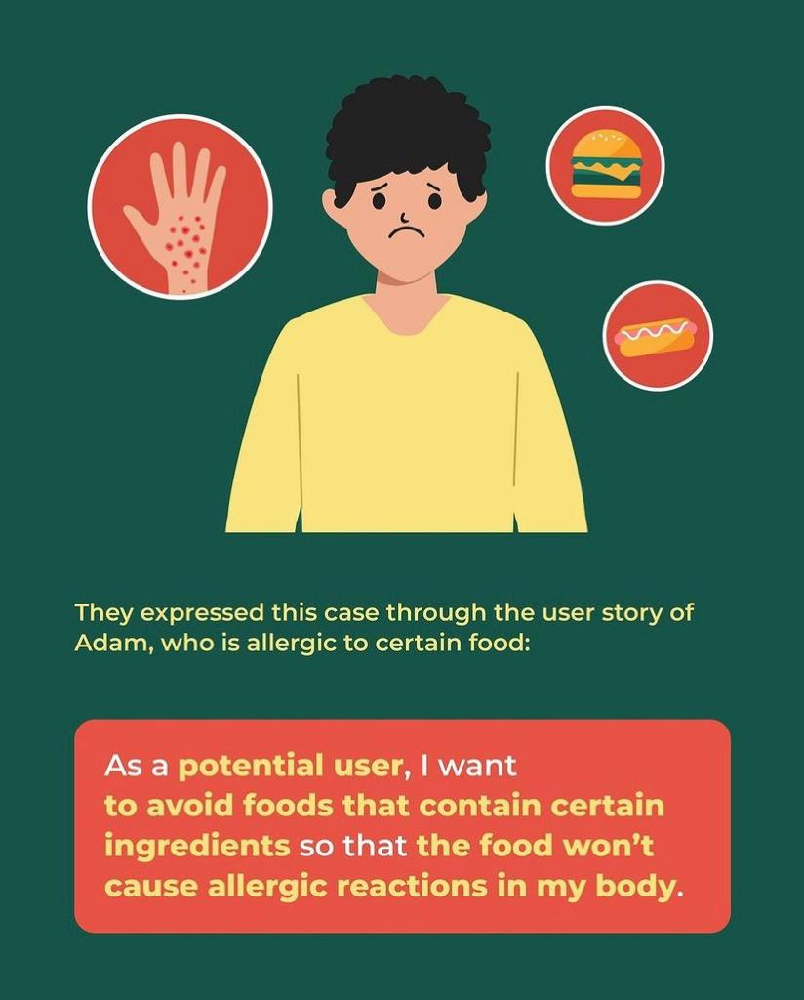 They expressed this case through the user story of
Adam, who is allergic to certain food:
As a potential user, I want
to avoid foods that contain certain
ingredients so that the food won’t
cause allergic reactions in my body.